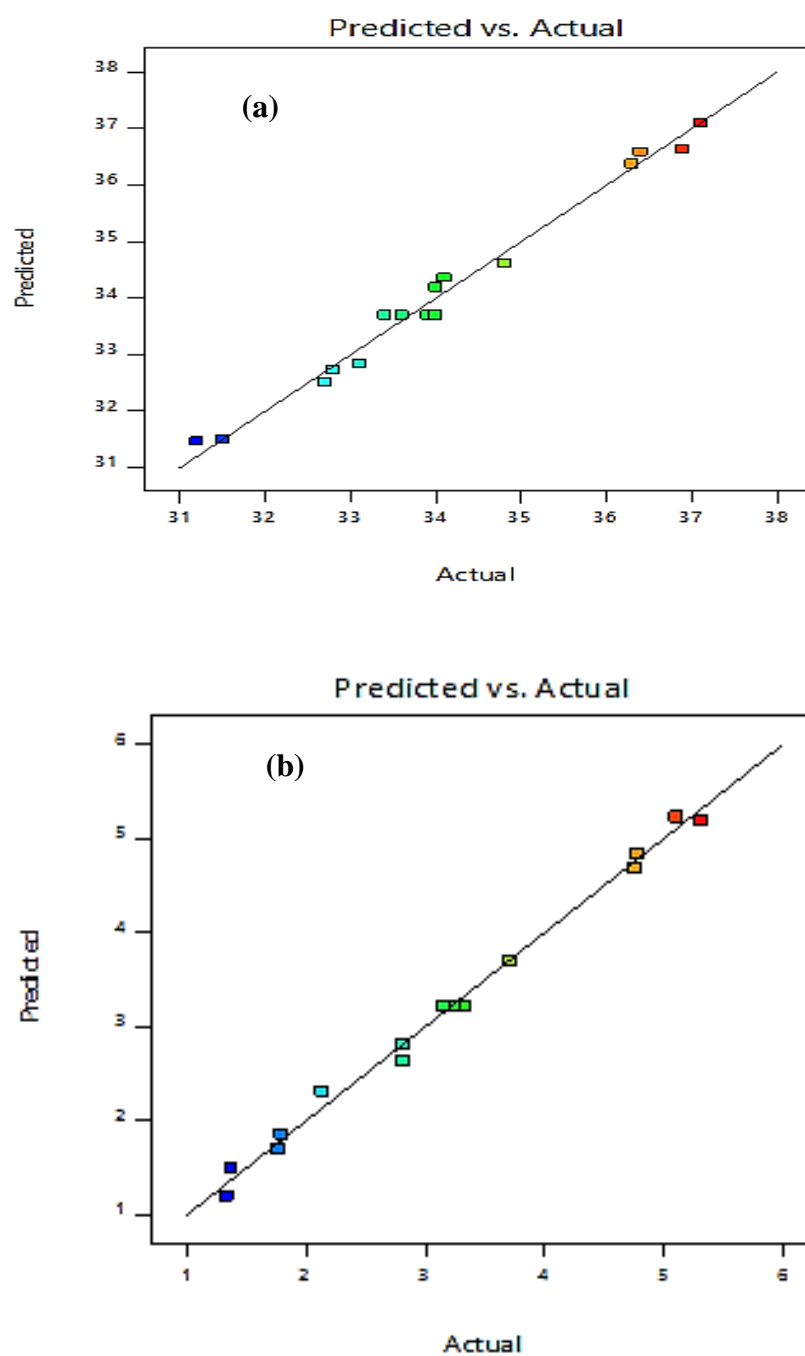 Predicted vs. Actual
(a)
38
37
36
35
34
33
32
31
Predicted
31 32 33 34 35 36 37 38
Actual
Predicted vs. Actual
(b)
6
5
4
3
2
1
Predicted
1 2 3 4 5 6
Actual